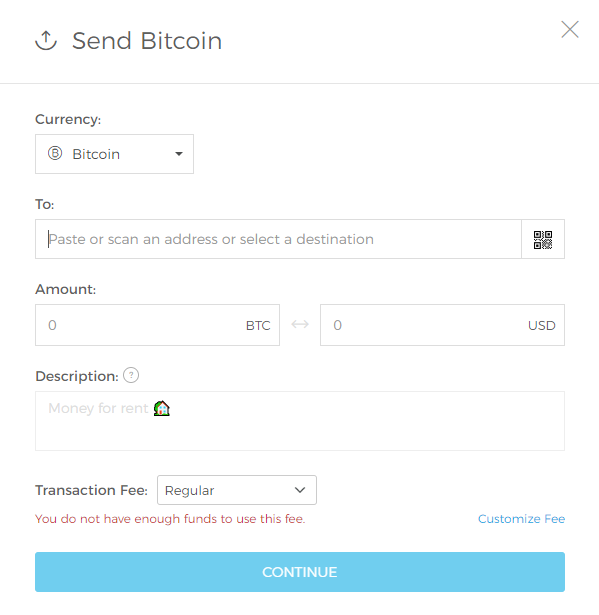 Send Bitcoin
Currency:
Bitcoin
To:
Paste or scan an address or select a destination
Amount:
0 BTC 0 USD
Description: ?
Money for rent 🏡
Transaction Fee: Regular
You do not have enough funds to use this fee. Customize Fee
CONTINUE